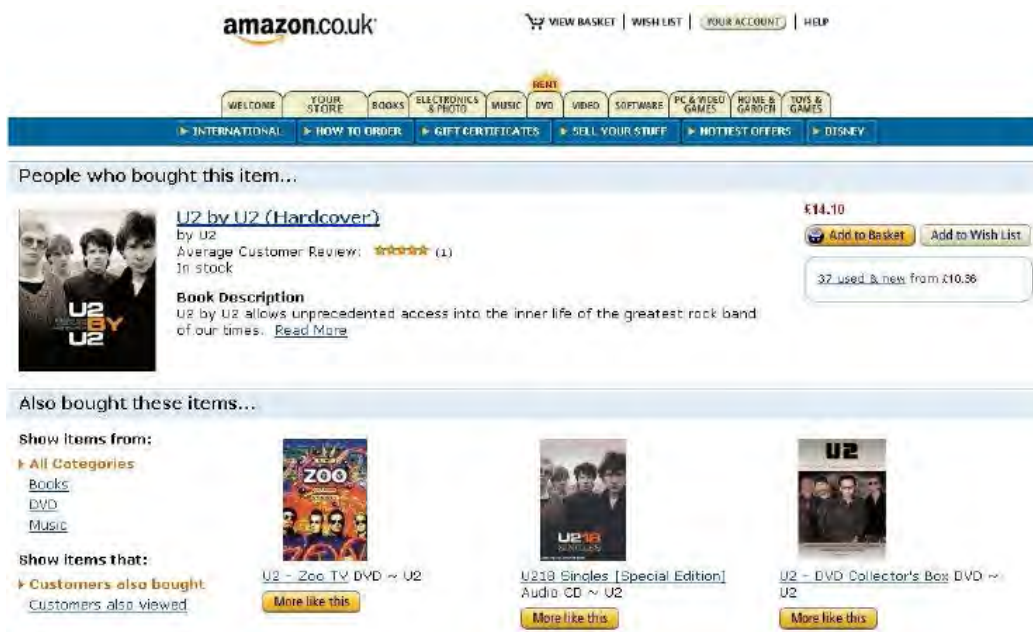 amazon.co.uk
VIEW BASKET | WISH LIST | YOUR ACCOUNT | HELP
RENT
WELCOME YOUR STORE BOOKS ELECTRONICS & PHOTO MUSIC DVD VIDEO SOFTWARE PC & VIDEO GAMES HOME & GARDEN TOYS & GAMES
INTERNATIONAL HOW TO ORDER GIFT CERTIFICATES SELL YOUR STUFF HOTTEST OFFERS DISNEY
People who bought this item...
U2
BY
U2
U2 by U2 (Hardcover)
by U2
Average Customer Review: (1)
In stock
Book Description
U2 by U2 allows unprecedented access into the inner life of the greatest rock band
of our times. Read More
£14.10
Add to Basket Add to Wish List
37 used & new from £10.36
Also bought these items...
Show items from:
All Categories
Books
DVD
Music
Show items that:
Customers also bought
Customers also viewed
ZOO
U2 - Zoo TV DVD ~ U2
More like this
U218
SINGLES
U218 Singles [Special Edition]
Audio CD ~ U2
More like this
U2
U2 - DVD Collector's Box DVD ~
U2
More like this